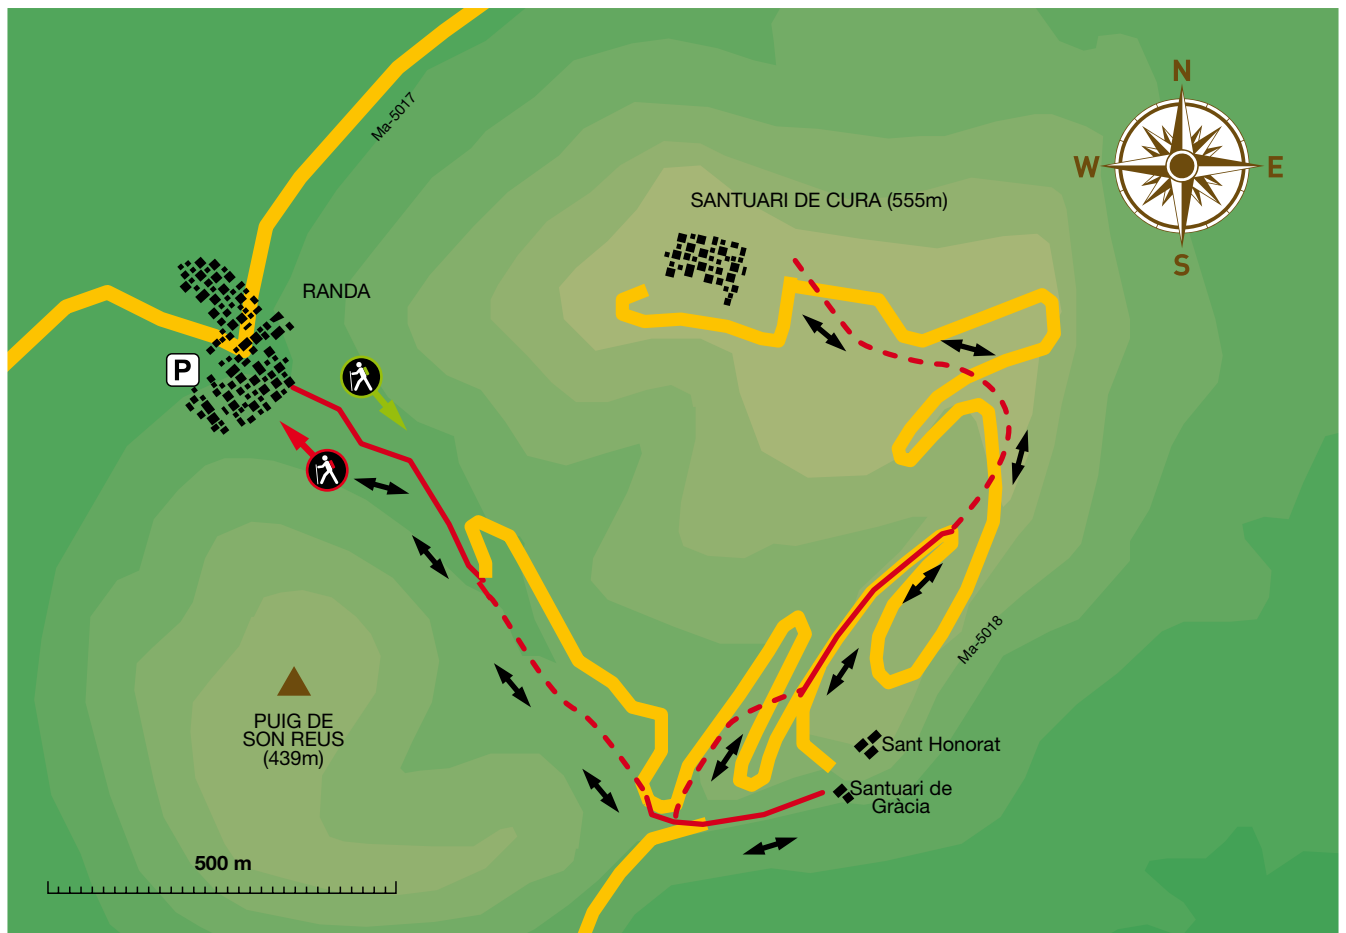 N
Ma-5017
W
E
SANTUARI DE CURA (555m)
S
RANDA
P
Ma-5018
PUIG DE
SON REUS
(439m)
Sant Honorat
Santuari de
Gràcia
500 m